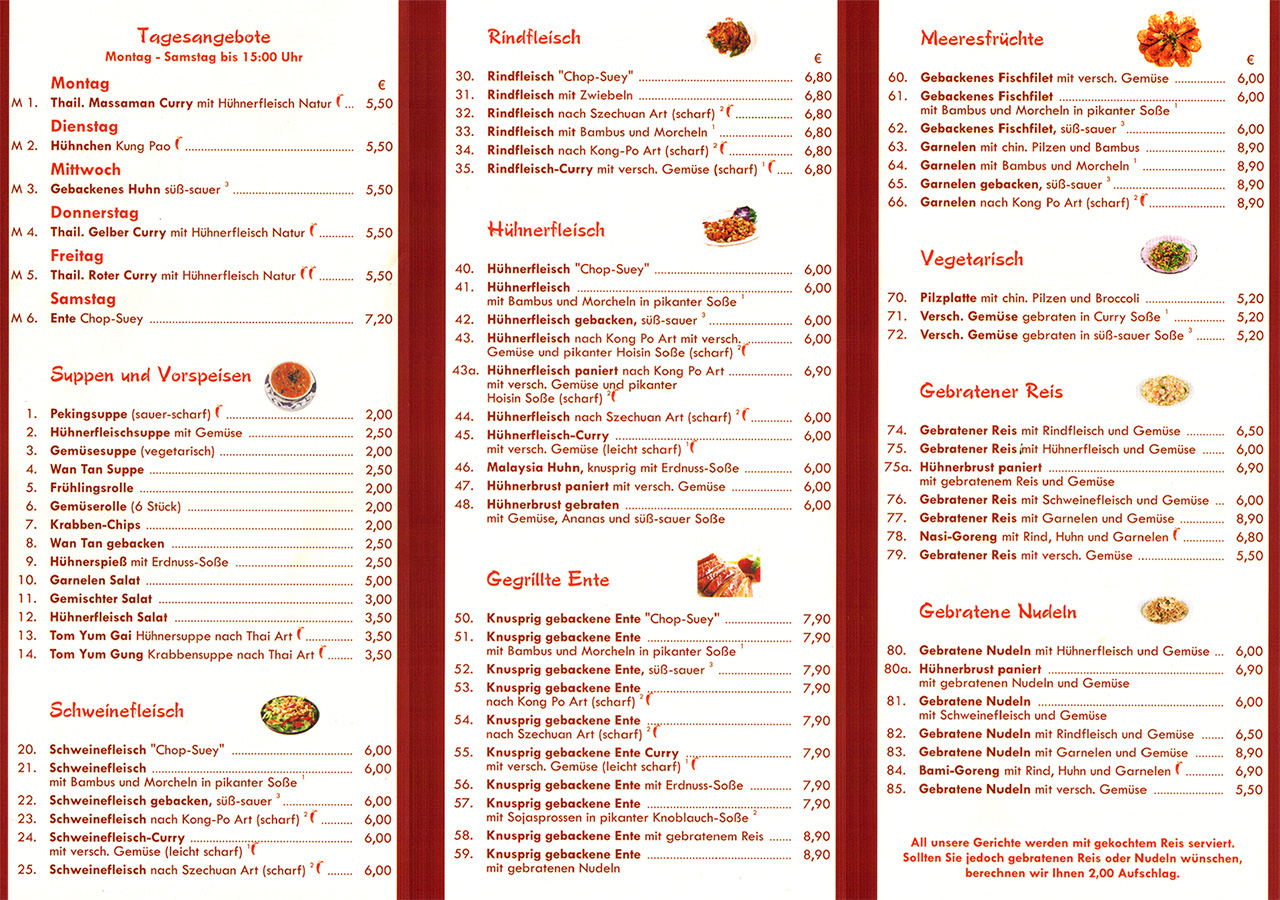 Tagesangebote
Montag - Samstag bis 15:00 Uhr
Montag €
M 1. Thail. Massaman Curry mit Hühnerfleisch Natur ... 5,50
Dienstag
M 2. Hühnchen Kung Pao ... 5,50
Mittwoch
M 3. Gebackenes Huhn süß-sauer 3 ... 5,50
Donnerstag
M 4. Thail. Gelber Curry mit Hühnerfleisch Natur ... 5,50
Freitag
M 5. Thail. Roter Curry mit Hühnerfleisch Natur ... 5,50
Samstag
M 6. Ente Chop-Suey ... 7,20
Suppen und Vorspeisen
1. Pekingsuppe (sauer-scharf) ... 2,00
2. Hühnerfleischsuppe mit Gemüse ... 2,50
3. Gemüsesuppe (vegetarisch) ... 2,00
4. Wan Tan Suppe ... 2,50
5. Frühlingsrolle ... 2,00
6. Gemüserolle (6 Stück) ... 2,00
7. Krabben-Chips ... 2,00
8. Wan Tan gebacken ... 2,50
9. Hühnerspieß mit Erdnuss-Soße ... 2,50
10. Garnelen Salat ... 5,00
11. Gemischter Salat ... 3,00
12. Hühnerfleisch Salat ... 3,50
13. Tom Yum Gai Hühnersuppe nach Thai Art ... 3,50
14. Tom Yum Gung Krabbensuppe nach Thai Art ... 3,50
Schweinefleisch
20. Schweinefleisch "Chop-Suey" ... 6,00
21. Schweinefleisch ... 6,00
mit Bambus und Morcheln in pikanter Soße 1
22. Schweinefleisch gebacken, süß-sauer 3 ... 6,00
23. Schweinefleisch nach Kong-Po Art (scharf) 2 ... 6,00
24. Schweinefleisch-Curry ... 6,00
mit versch. Gemüse (leicht scharf) 1
25. Schweinefleisch nach Szechuan Art (scharf) 2 ... 6,00
Rindfleisch
€
30. Rindfleisch "Chop-Suey" ... 6,80
31. Rindfleisch mit Zwiebeln ... 6,80
32. Rindfleisch nach Szechuan Art (scharf) 2 ... 6,80
33. Rindfleisch mit Bambus und Morcheln 1 ... 6,80
34. Rindfleisch nach Kong-Po Art (scharf) 2 ... 6,80
35. Rindfleisch-Curry mit versch. Gemüse (scharf) 1 ... 6,80
Hühnerfleisch
40. Hühnerfleisch "Chop-Suey" ... 6,00
41. Hühnerfleisch ... 6,00
mit Bambus und Morcheln in pikanter Soße 1
42. Hühnerfleisch gebacken, süß-sauer 3 ... 6,00
43. Hühnerfleisch nach Kong Po Art mit versch. ... 6,00
Gemüse und pikanter Hoisin Soße (scharf) 2
43a. Hühnerfleisch paniert nach Kong Po Art ... 6,90
mit versch. Gemüse und pikanter
Hoisin Soße (scharf) 2
44. Hühnerfleisch nach Szechuan Art (scharf) 2 ... 6,00
45. Hühnerfleisch-Curry ... 6,00
mit versch. Gemüse (leicht scharf) 1
46. Malaysia Huhn, knusprig mit Erdnuss-Soße ... 6,00
47. Hühnerbrust paniert mit versch. Gemüse ... 6,00
48. Hühnerbrust gebraten ... 6,00
mit Gemüse, Ananas und süß-sauer Soße
Gegrillte Ente
50. Knusprig gebackene Ente "Chop-Suey" ... 7,90
51. Knusprig gebackene Ente ... 7,90
mit Bambus und Morcheln in pikanter Soße 1
52. Knusprig gebackene Ente, süß-sauer 3 ... 7,90
53. Knusprig gebackene Ente ... 7,90
nach Kong Po Art (scharf) 2
54. Knusprig gebackene Ente ... 7,90
nach Szechuan Art (scharf) 2
55. Knusprig gebackene Ente Curry ... 7,90
mit versch. Gemüse (leicht scharf) 1
56. Knusprig gebackene Ente mit Erdnuss-Soße ... 7,90
57. Knusprig gebackene Ente ... 7,90
mit Sojasprossen in pikanter Knoblauch-Soße 2
58. Knusprig gebackene Ente mit gebratenem Reis ... 8,90
59. Knusprig gebackene Ente ... 8,90
mit gebratenen Nudeln
Meeresfrüchte
€
60. Gebackenes Fischfilet mit versch. Gemüse ... 6,00
61. Gebackenes Fischfilet ... 6,00
mit Bambus und Morcheln in pikanter Soße 1
62. Gebackenes Fischfilet, süß-sauer 3 ... 6,00
63. Garnelen mit chin. Pilzen und Bambus ... 8,90
64. Garnelen mit Bambus und Morcheln 1 ... 8,90
65. Garnelen gebacken, süß-sauer 3 ... 8,90
66. Garnelen nach Kong Po Art (scharf) 2 ... 8,90
Vegetarisch
70. Pilzplatte mit chin. Pilzen und Broccoli ... 5,20
71. Versch. Gemüse gebraten in Curry Soße 1 ... 5,20
72. Versch. Gemüse gebraten in süß-sauer Soße 3 ... 5,20
Gebratener Reis
74. Gebratener Reis mit Rindfleisch und Gemüse ... 6,50
75. Gebratener Reis mit Hühnerfleisch und Gemüse ... 6,00
75a. Hühnerbrust paniert ... 6,90
mit gebratenem Reis und Gemüse
76. Gebratener Reis mit Schweinefleisch und Gemüse ... 6,00
77. Gebratener Reis mit Garnelen und Gemüse ... 8,90
78. Nasi-Goreng mit Rind, Huhn und Garnelen ... 6,80
79. Gebratener Reis mit versch. Gemüse ... 5,50
Gebratene Nudeln
80. Gebratene Nudeln mit Hühnerfleisch und Gemüse ... 6,00
80a. Hühnerbrust paniert ... 6,90
mit gebratenen Nudeln und Gemüse
81. Gebratene Nudeln ... 6,00
mit Schweinefleisch und Gemüse
82. Gebratene Nudeln mit Rindfleisch und Gemüse ... 6,50
83. Gebratene Nudeln mit Garnelen und Gemüse ... 8,90
84. Bami-Goreng mit Rind, Huhn und Garnelen ... 6,90
85. Gebratene Nudeln mit versch. Gemüse ... 5,50
All unsere Gerichte werden mit gekochtem Reis serviert.
Sollten Sie jedoch gebratenen Reis oder Nudeln wünschen,
berechnen wir Ihnen 2,00 Aufschlag.